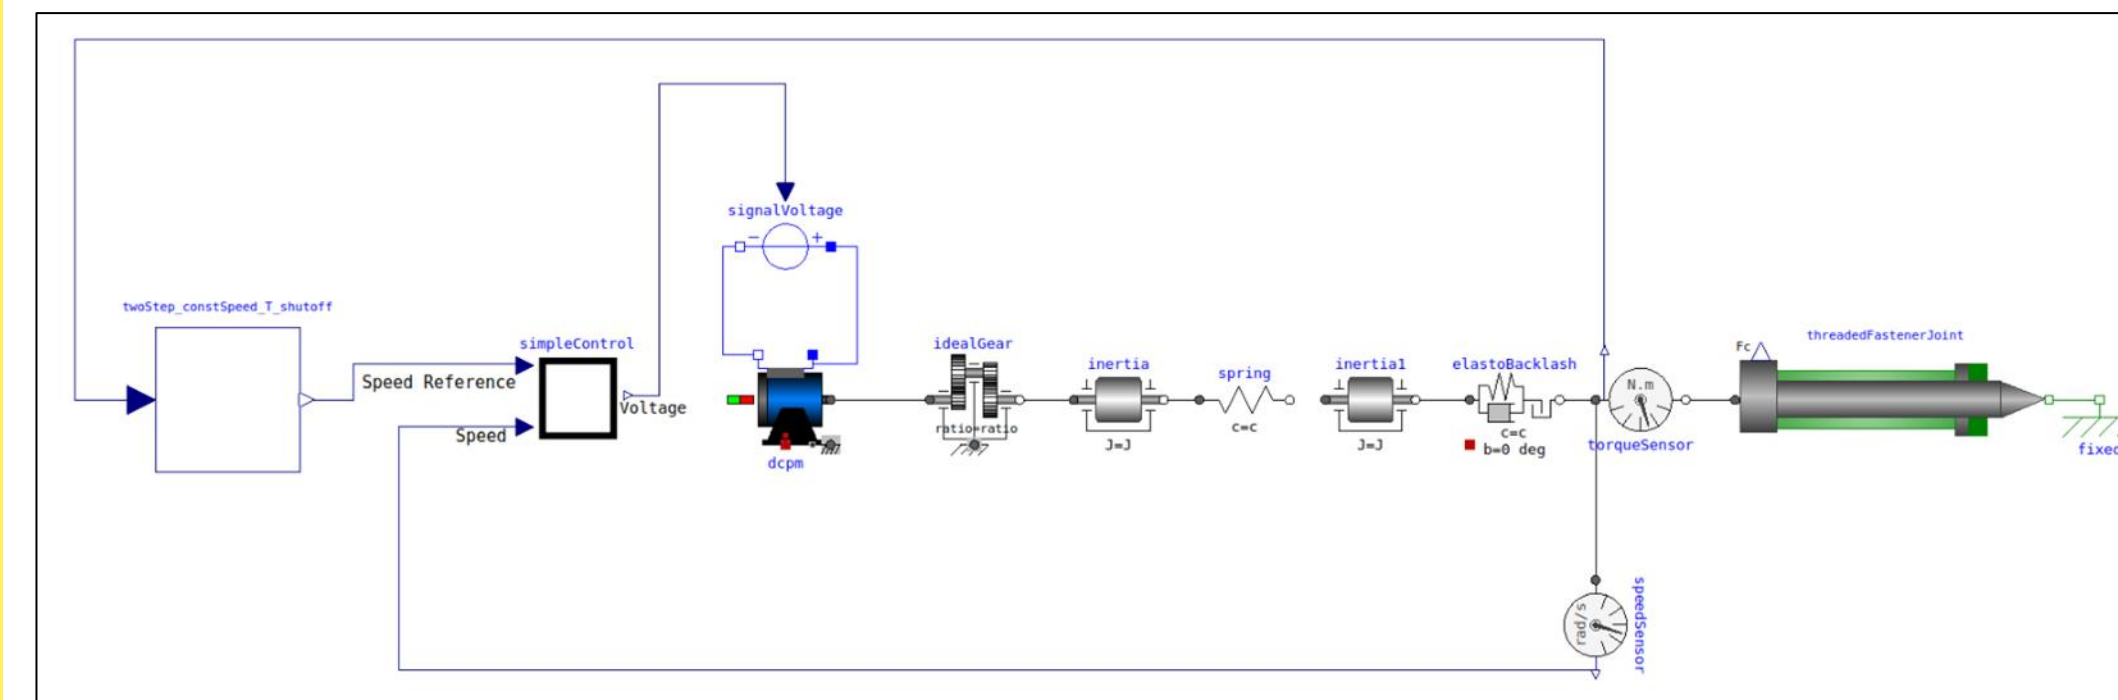 signalVoltage
− +
twoStep_constSpeed_T_shutoff
simpleControl
Speed Reference
Speed
Voltage
dcpm
idealGear
ratio=ratio
inertia
J=J
spring
c=c
inertia1
J=J
elastoBacklash
c=c
b=0 deg
N.m
torqueSensor
Fc
threadedFastenerJoint
fixed
rad/s
speedSensor